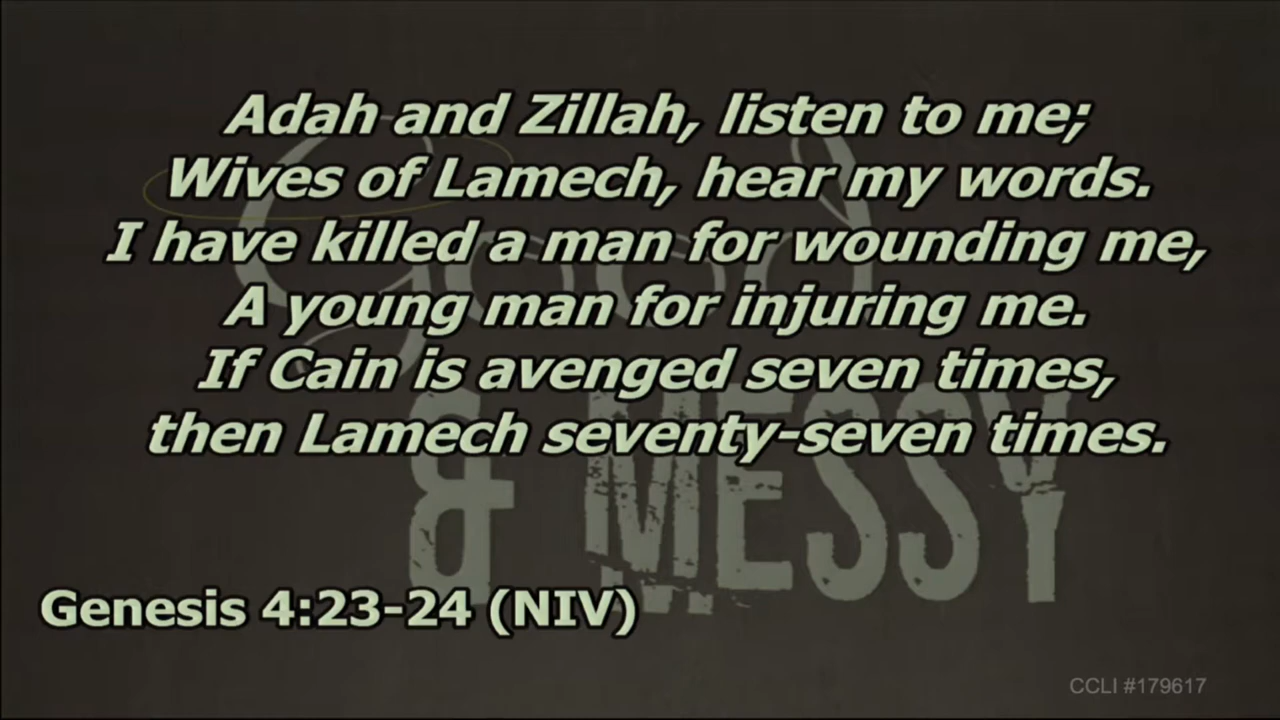 Adah and Zillah, listen to me;
Wives of Lamech, hear my words.
I have killed a man for wounding me,
A young man for injuring me.
If Cain is avenged seven times,
then Lamech seventy-seven times.
Good
& MESSY
Genesis 4:23-24 (NIV)
CCLI #179617